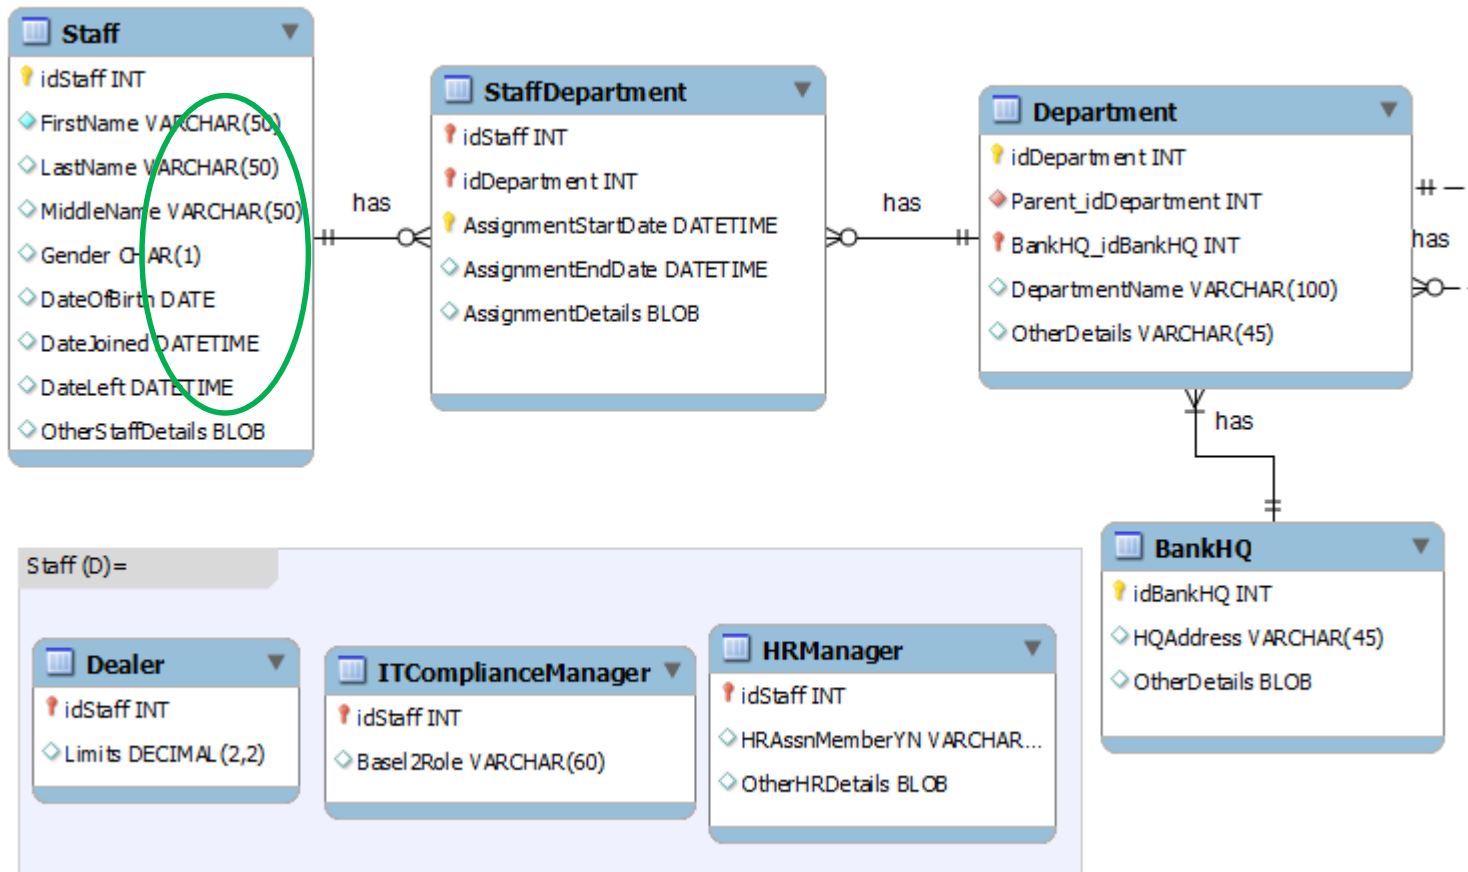 Staff
idStaff INT
FirstName VARCHAR(50)
LastName VARCHAR(50)
MiddleName VARCHAR(50)
Gender CHAR(1)
DateOfBirth DATE
DateJoined DATETIME
DateLeft DATETIME
OtherStaffDetails BLOB
has
StaffDepartment
idStaff INT
idDepartment INT
AssignmentStartDate DATETIME
AssignmentEndDate DATETIME
AssignmentDetails BLOB
has
Department
idDepartment INT
Parent_idDepartment INT
BankHQ_idBankHQ INT
DepartmentName VARCHAR(100)
OtherDetails VARCHAR(45)
has
has
BankHQ
idBankHQ INT
HQAddress VARCHAR(45)
OtherDetails BLOB
Staff (D)=
Dealer
idStaff INT
Limits DECIMAL(2,2)
ITComplianceManager
idStaff INT
Basel2Role VARCHAR(60)
HRManager
idStaff INT
HRAssnMemberYN VARCHAR...
OtherHRDetails BLOB